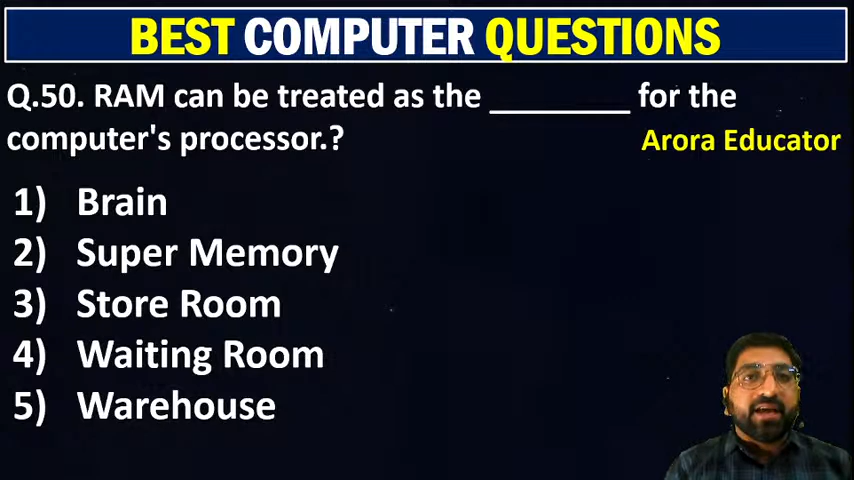 BEST COMPUTER QUESTIONS
Q.50. RAM can be treated as the __________ for the
computer's processor.?
Arora Educator
1) Brain
2) Super Memory
3) Store Room
4) Waiting Room
5) Warehouse